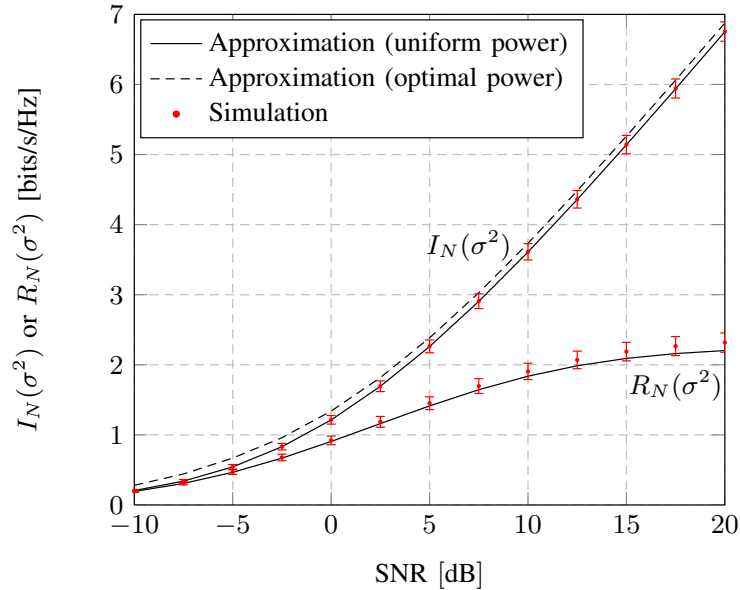 Approximation (uniform power)
Approximation (optimal power)
Simulation
I_N(σ²) or R_N(σ²) [bits/s/Hz]
7
6
5
4
3
2
1
0
I_N(σ²)
R_N(σ²)
−10 −5 0 5 10 15 20
SNR [dB]